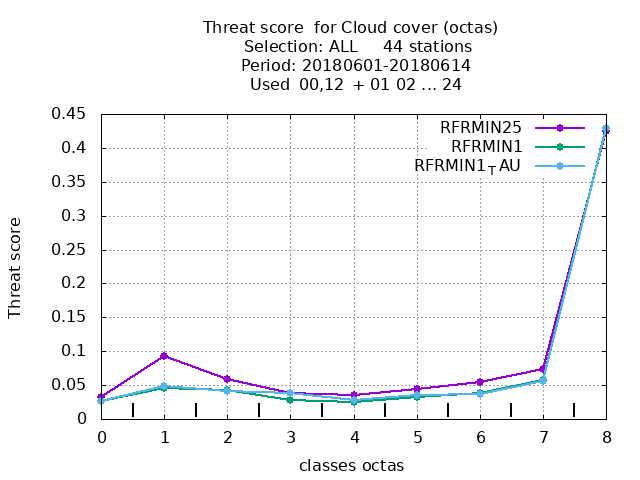 Threat score  for Cloud cover (octas)
Selection: ALL     44 stations
Period: 20180601-20180614
Used  00,12  + 01 02 ... 24
RFRMIN25
RFRMIN1
RFRMIN1TAU
0.45
0.4
0.35
0.3
0.25
0.2
0.15
0.1
0.05
0
Threat score
0 1 2 3 4 5 6 7 8
classes octas